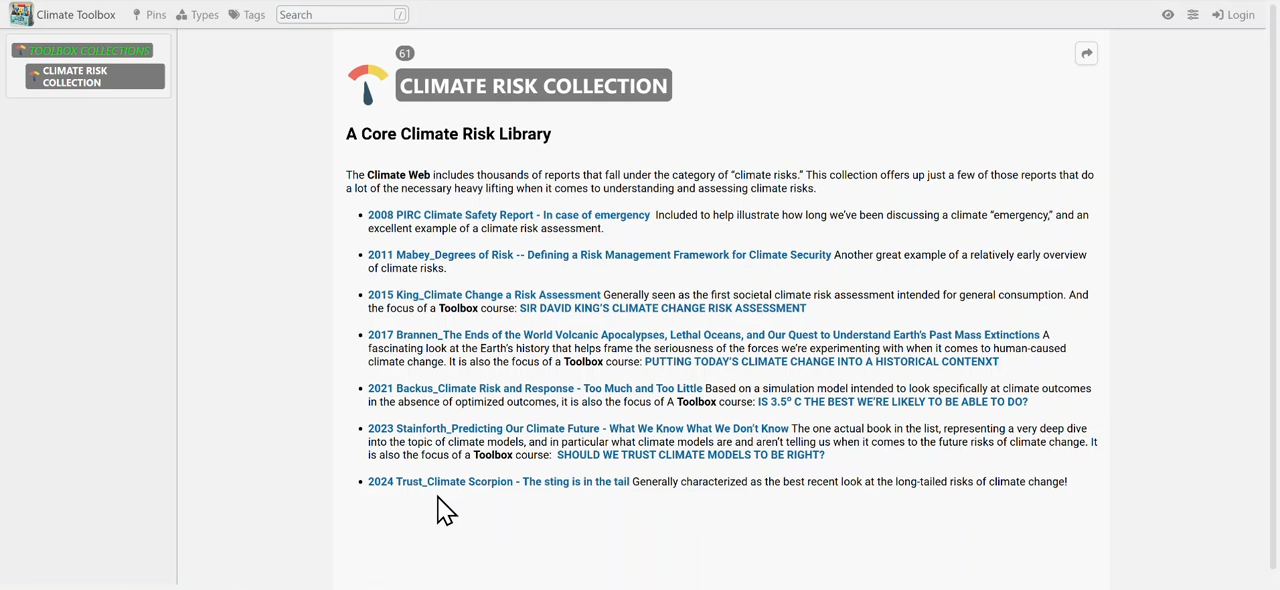 Climate Toolbox Pins Types Tags Search / Login
TOOLBOX COLLECTIONS
CLIMATE RISK
COLLECTION
61
CLIMATE RISK COLLECTION
A Core Climate Risk Library
The Climate Web includes thousands of reports that fall under the category of “climate risks.” This collection offers up just a few of those reports that do
a lot of the necessary heavy lifting when it comes to understanding and assessing climate risks.
• 2008 PIRC Climate Safety Report - In case of emergency Included to help illustrate how long we’ve been discussing a climate “emergency,” and an
excellent example of a climate risk assessment.
• 2011 Mabey_Degrees of Risk -- Defining a Risk Management Framework for Climate Security Another great example of a relatively early overview
of climate risks.
• 2015 King_Climate Change a Risk Assessment Generally seen as the first societal climate risk assessment intended for general consumption. And
the focus of a Toolbox course: SIR DAVID KING’S CLIMATE CHANGE RISK ASSESSMENT
• 2017 Brannen_The Ends of the World Volcanic Apocalypses, Lethal Oceans, and Our Quest to Understand Earth’s Past Mass Extinctions A
fascinating look at the Earth’s history that helps frame the seriousness of the forces we’re experimenting with when it comes to human-caused
climate change. It is also the focus of a Toolbox course: PUTTING TODAY’S CLIMATE CHANGE INTO A HISTORICAL CONTENXT
• 2021 Backus_Climate Risk and Response - Too Much and Too Little Based on a simulation model intended to look specifically at climate outcomes
in the absence of optimized outcomes, it is also the focus of A Toolbox course: IS 3.5º C THE BEST WE’RE LIKELY TO BE ABLE TO DO?
• 2023 Stainforth_Predicting Our Climate Future - What We Know What We Don’t Know The one actual book in the list, representing a very deep dive
into the topic of climate models, and in particular what climate models are and aren’t telling us when it comes to the future risks of climate change. It
is also the focus of a Toolbox course: SHOULD WE TRUST CLIMATE MODELS TO BE RIGHT?
• 2024 Trust_Climate Scorpion - The sting is in the tail Generally characterized as the best recent look at the long-tailed risks of climate change!